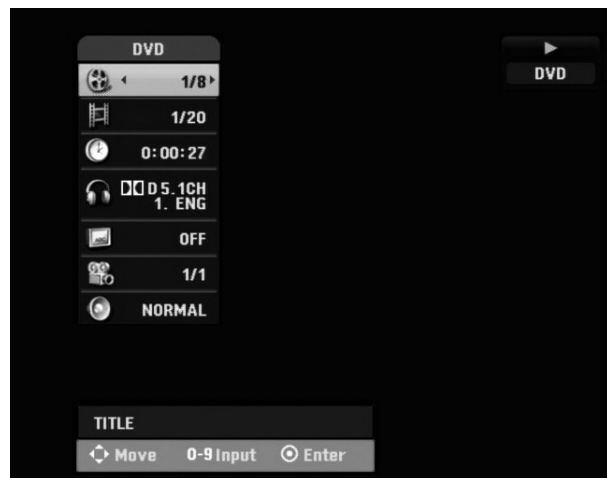 DVD
1/8
1/20
0:00:27
D 5.1CH
1. ENG
OFF
1/1
NORMAL
DVD
TITLE
Move 0-9 Input Enter